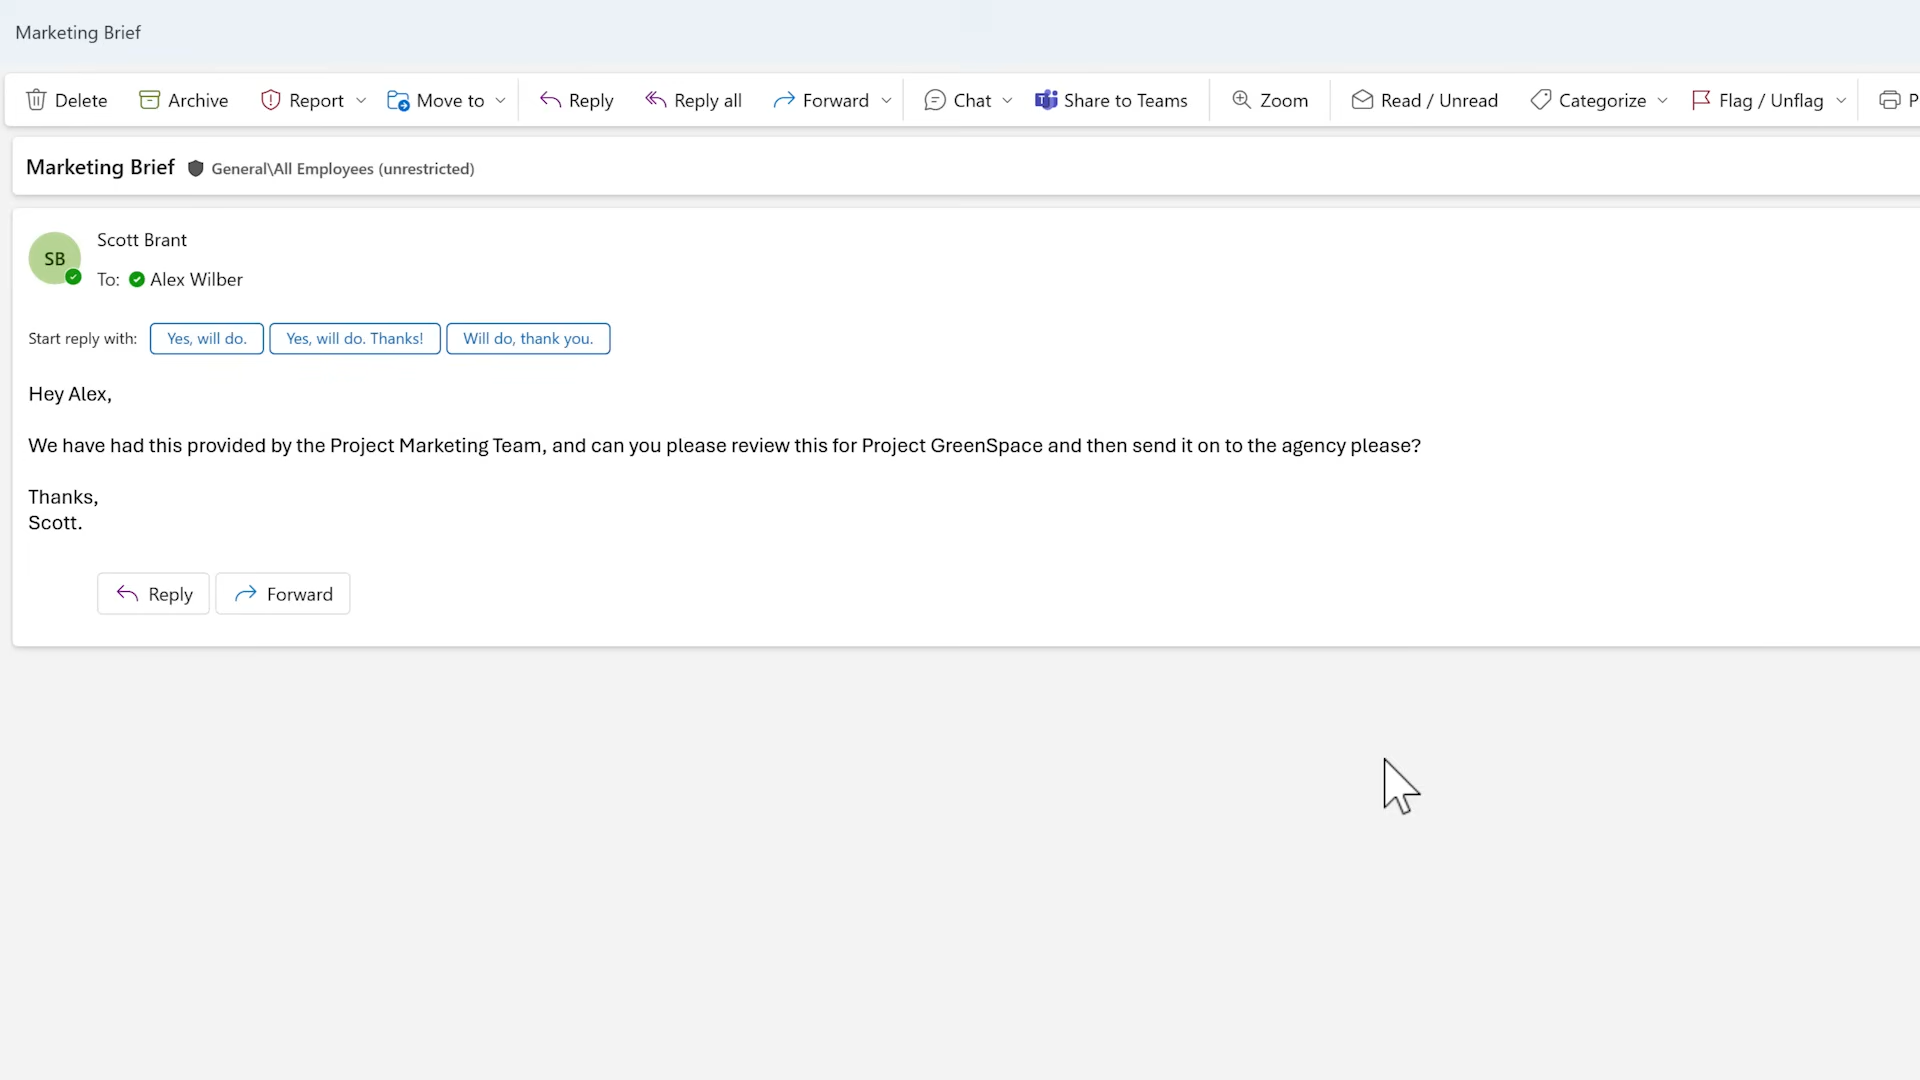 Marketing Brief
Delete Archive Report Move to Reply Reply all Forward Chat Share to Teams Zoom Read / Unread Categorize Flag / Unflag P
Marketing Brief General\All Employees (unrestricted)
SB
Scott Brant
To: Alex Wilber
Start reply with: Yes, will do. Yes, will do. Thanks! Will do, thank you.
Hey Alex,
We have had this provided by the Project Marketing Team, and can you please review this for Project GreenSpace and then send it on to the agency please?
Thanks,
Scott.
Reply Forward